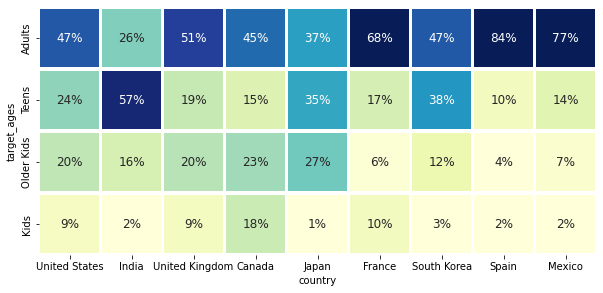 Adults 47% 26% 51% 45% 37% 68% 47% 84% 77%
Teens 24% 57% 19% 15% 35% 17% 38% 10% 14%
target_ages
Older Kids 20% 16% 20% 23% 27% 6% 12% 4% 7%
Kids 9% 2% 9% 18% 1% 10% 3% 2% 2%
United States India United Kingdom Canada Japan France South Korea Spain Mexico
country